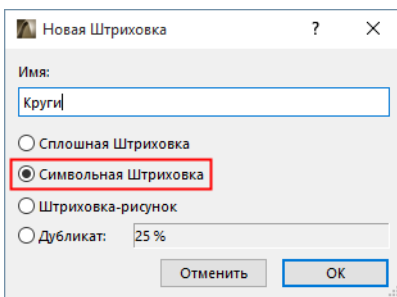 Новая Штриховка ?
Имя:
Круги
Сплошная Штриховка
Символьная Штриховка
Штриховка-рисунок
Дубликат: 25 %
Отменить OK